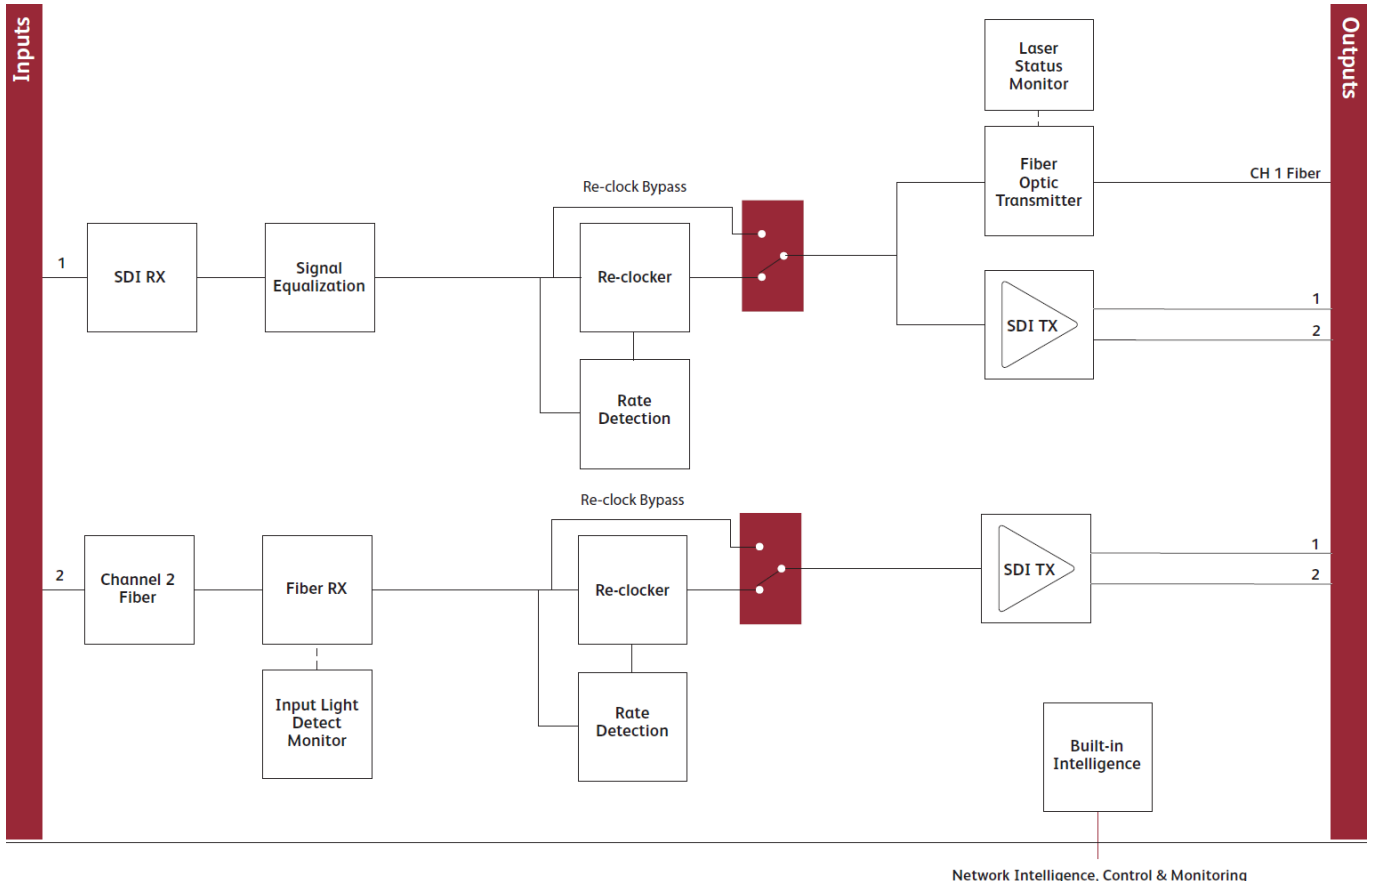 Inputs
Outputs
Laser
Status
Monitor
Fiber
Optic
Transmitter
CH 1 Fiber
Re-clock Bypass
1
SDI RX
Signal
Equalization
Re-clocker
SDI TX
1
2
Rate
Detection
Re-clock Bypass
2
Channel 2
Fiber
Fiber RX
Re-clocker
SDI TX
1
2
Input Light
Detect
Monitor
Rate
Detection
Built-in
Intelligence
Network Intelligence, Control & Monitoring